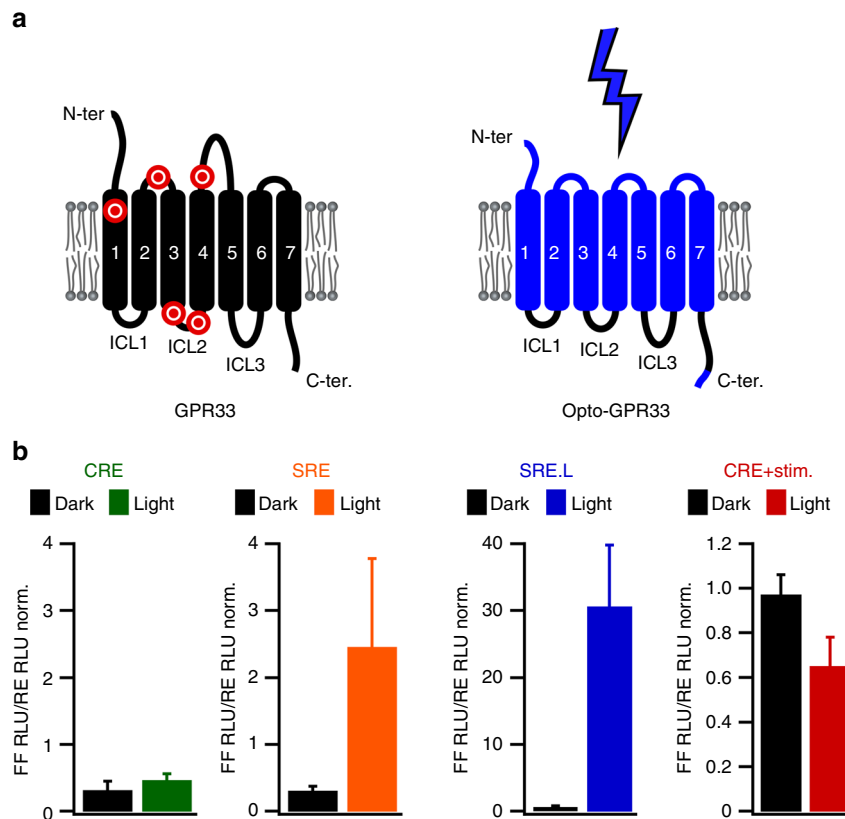 a
N-ter
1 2 3 4 5 6 7
ICL1
ICL2
ICL3
C-ter.
GPR33
N-ter
1 2 3 4 5 6 7
ICL1
ICL2
ICL3
C-ter.
Opto-GPR33
b
CRE
Dark Light
FF RLU/RE RLU norm.
4
3
2
1
0
SRE
Dark Light
FF RLU/RE RLU norm.
4
3
2
1
0
SRE.L
Dark Light
FF RLU/RE RLU norm.
40
30
20
10
0
CRE+stim.
Dark Light
FF RLU/RE RLU norm.
1.2
1.0
0.8
0.6
0.4
0.2
0